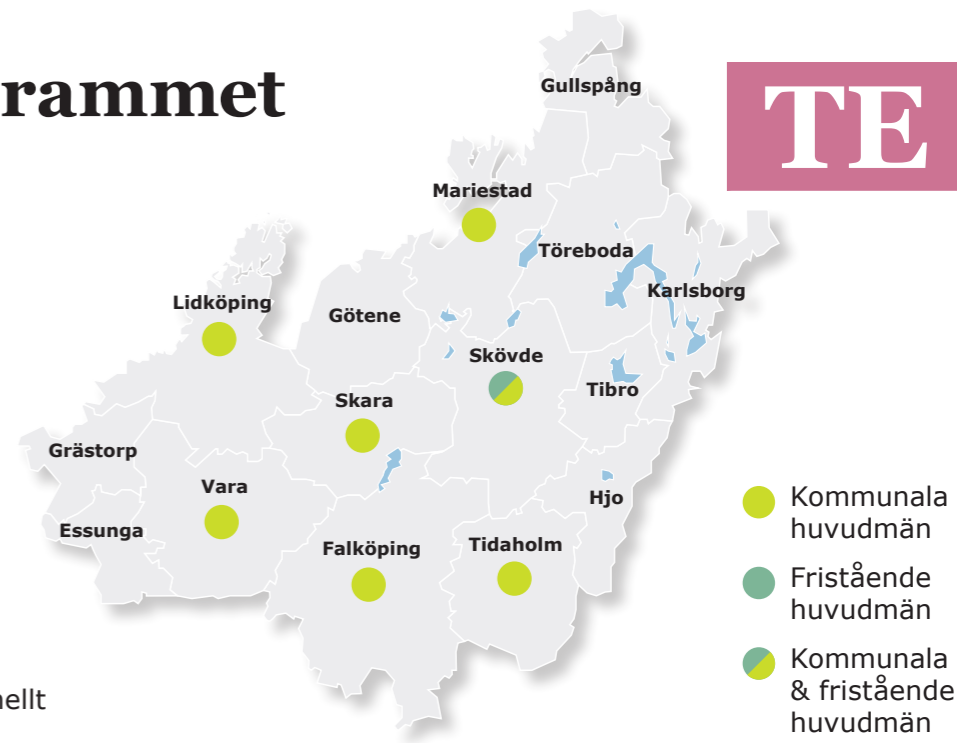 rammet
TE
Gullspång
Mariestad
Töreboda
Karlsborg
Lidköping
Götene
Skövde
Tibro
Skara
Grästorp
Vara
Hjo
Essunga
Falköping
Tidaholm
Kommunala
huvudmän
Fristående
huvudmän
Kommunala
& fristående
huvudmän
ellt